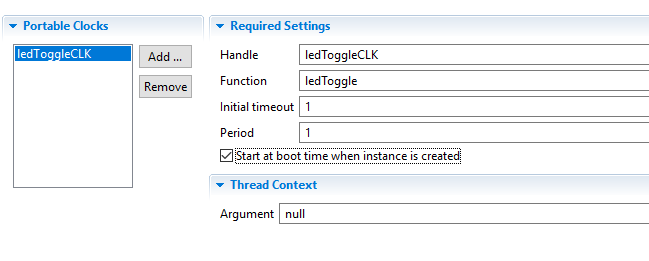 Portable Clocks
ledToggleCLK
Add ...
Remove
Required Settings
Handle ledToggleCLK
Function ledToggle
Initial timeout 1
Period 1
Start at boot time when instance is created
Thread Context
Argument null